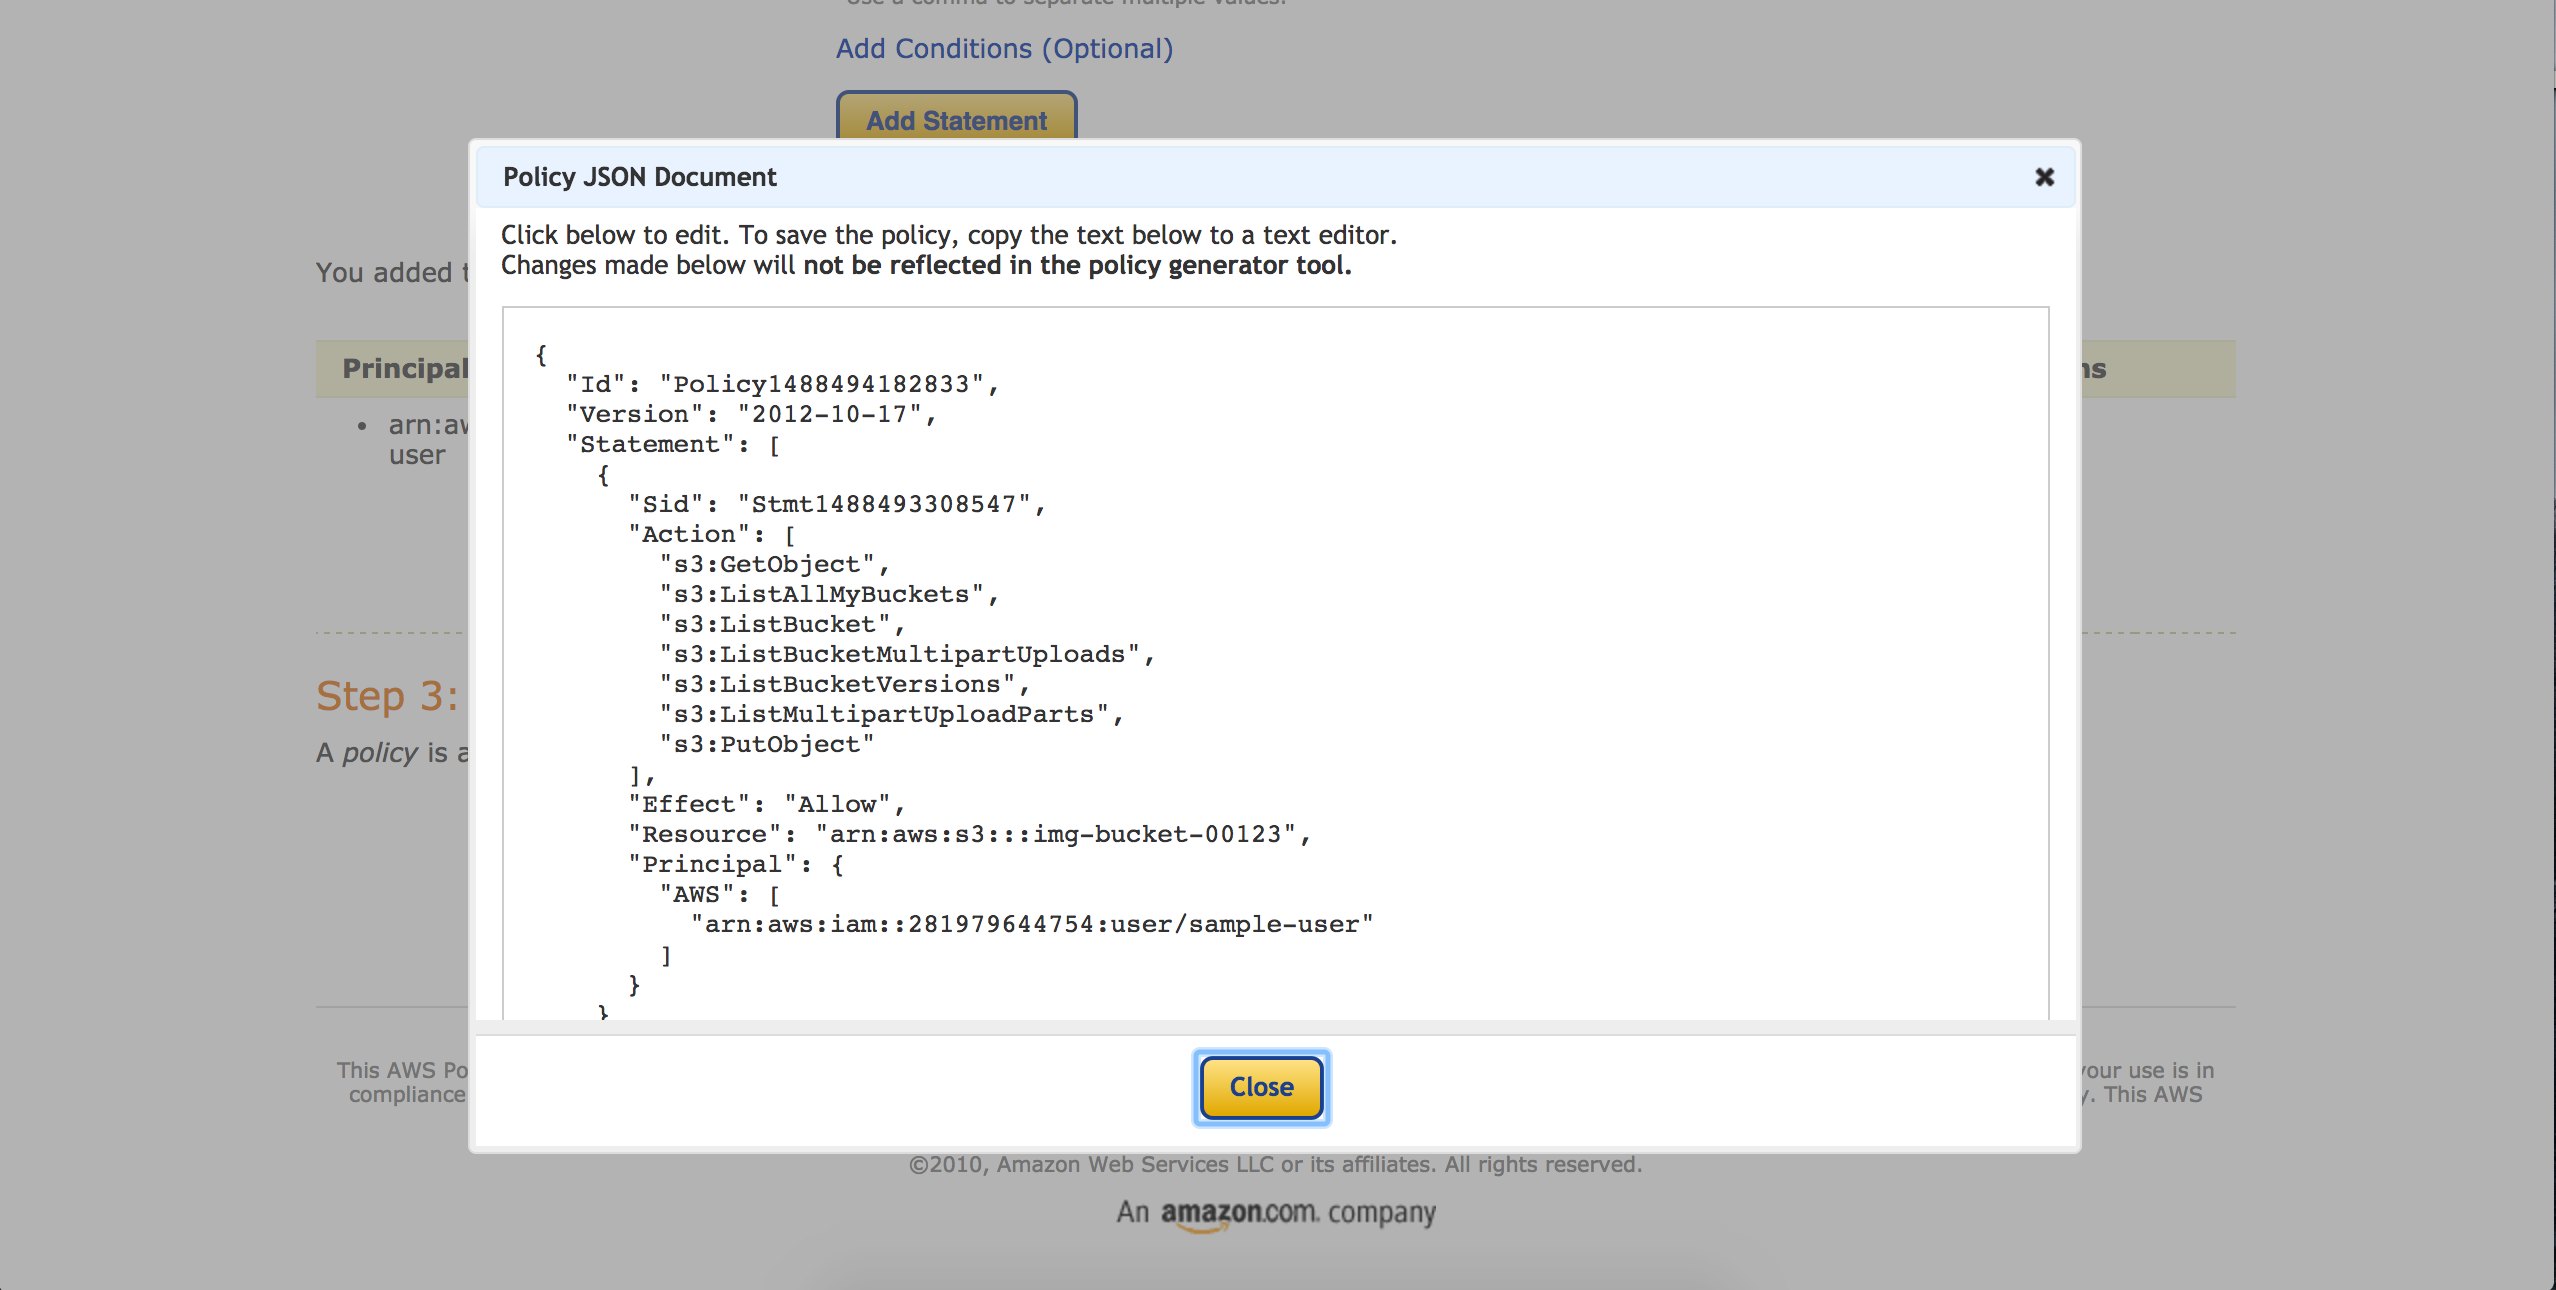 Add Conditions (Optional)
Add Statement
Policy JSON Document
Click below to edit. To save the policy, copy the text below to a text editor.
Changes made below will not be reflected in the policy generator tool.
You added
Principal
arn:aw
user
{
"Id": "Policy1488494182833",
"Version": "2012-10-17",
"Statement": [
{
"Sid": "Stmt1488493308547",
"Action": [
"s3:GetObject",
"s3:ListAllMyBuckets",
"s3:ListBucket",
"s3:ListBucketMultipartUploads",
"s3:ListBucketVersions",
"s3:ListMultipartUploadParts",
"s3:PutObject"
],
"Effect": "Allow",
"Resource": "arn:aws:s3:::img-bucket-00123",
"Principal": {
"AWS": [
"arn:aws:iam::281979644754:user/sample-user"
]
}
}
Step 3:
A policy is a
Close
This AWS Po
compliance
your use is in
This AWS
©2010, Amazon Web Services LLC or its affiliates. All rights reserved.
An amazon.com. company